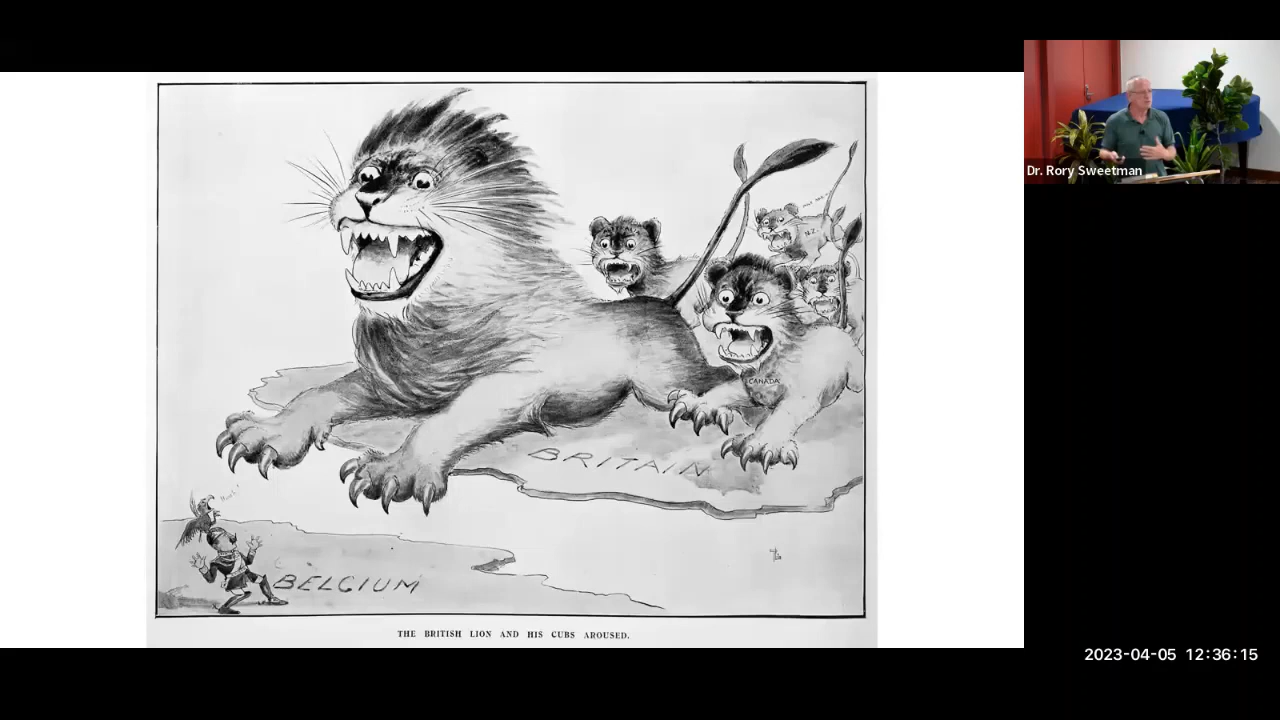 Dr. Rory Sweetman
N.Z.
CANADA
BRITAIN
BELGIUM
THE BRITISH LION AND HIS CUBS AROUSED.
2023-04-05 12:36:15